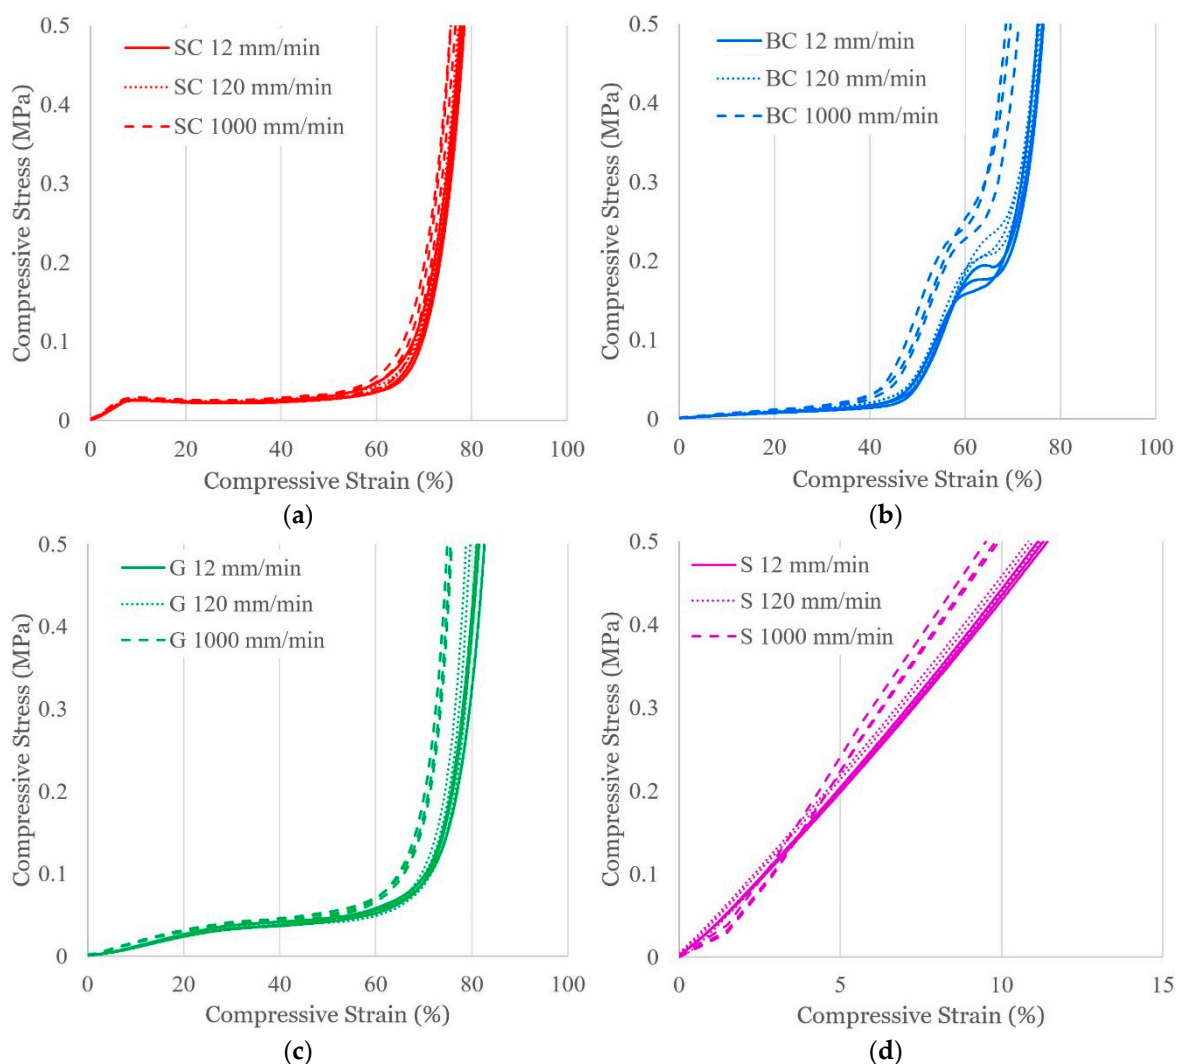 0.5
0.4
0.3
0.2
0.1
0
Compressive Stress (MPa)
SC 12 mm/min
SC 120 mm/min
SC 1000 mm/min
0 20 40 60 80 100
Compressive Strain (%)
(a)
0.5
0.4
0.3
0.2
0.1
0
Compressive Stress (MPa)
BC 12 mm/min
BC 120 mm/min
BC 1000 mm/min
0 20 40 60 80 100
Compressive Strain (%)
(b)
0.5
0.4
0.3
0.2
0.1
0
Compressive Stress (MPa)
G 12 mm/min
G 120 mm/min
G 1000 mm/min
0 20 40 60 80 100
Compressive Strain (%)
(c)
0.5
0.4
0.3
0.2
0.1
0
Compressive Stress (MPa)
S 12 mm/min
S 120 mm/min
S 1000 mm/min
0 5 10 15
Compressive Strain (%)
(d)